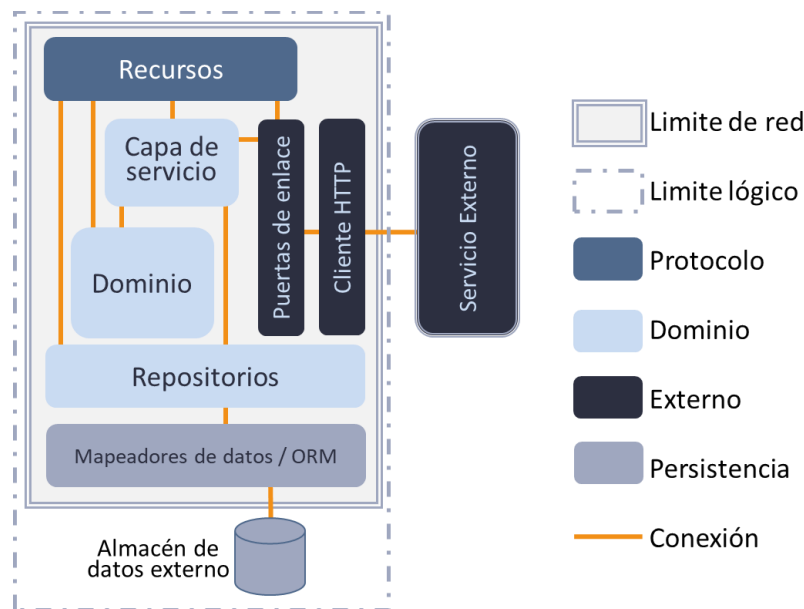 Recursos
Capa de
servicio
Dominio
Puertas de enlace
Cliente HTTP
Servicio Externo
Repositorios
Mapeadores de datos / ORM
Almacén de
datos externo
Limite de red
Limite lógico
Protocolo
Dominio
Externo
Persistencia
Conexión